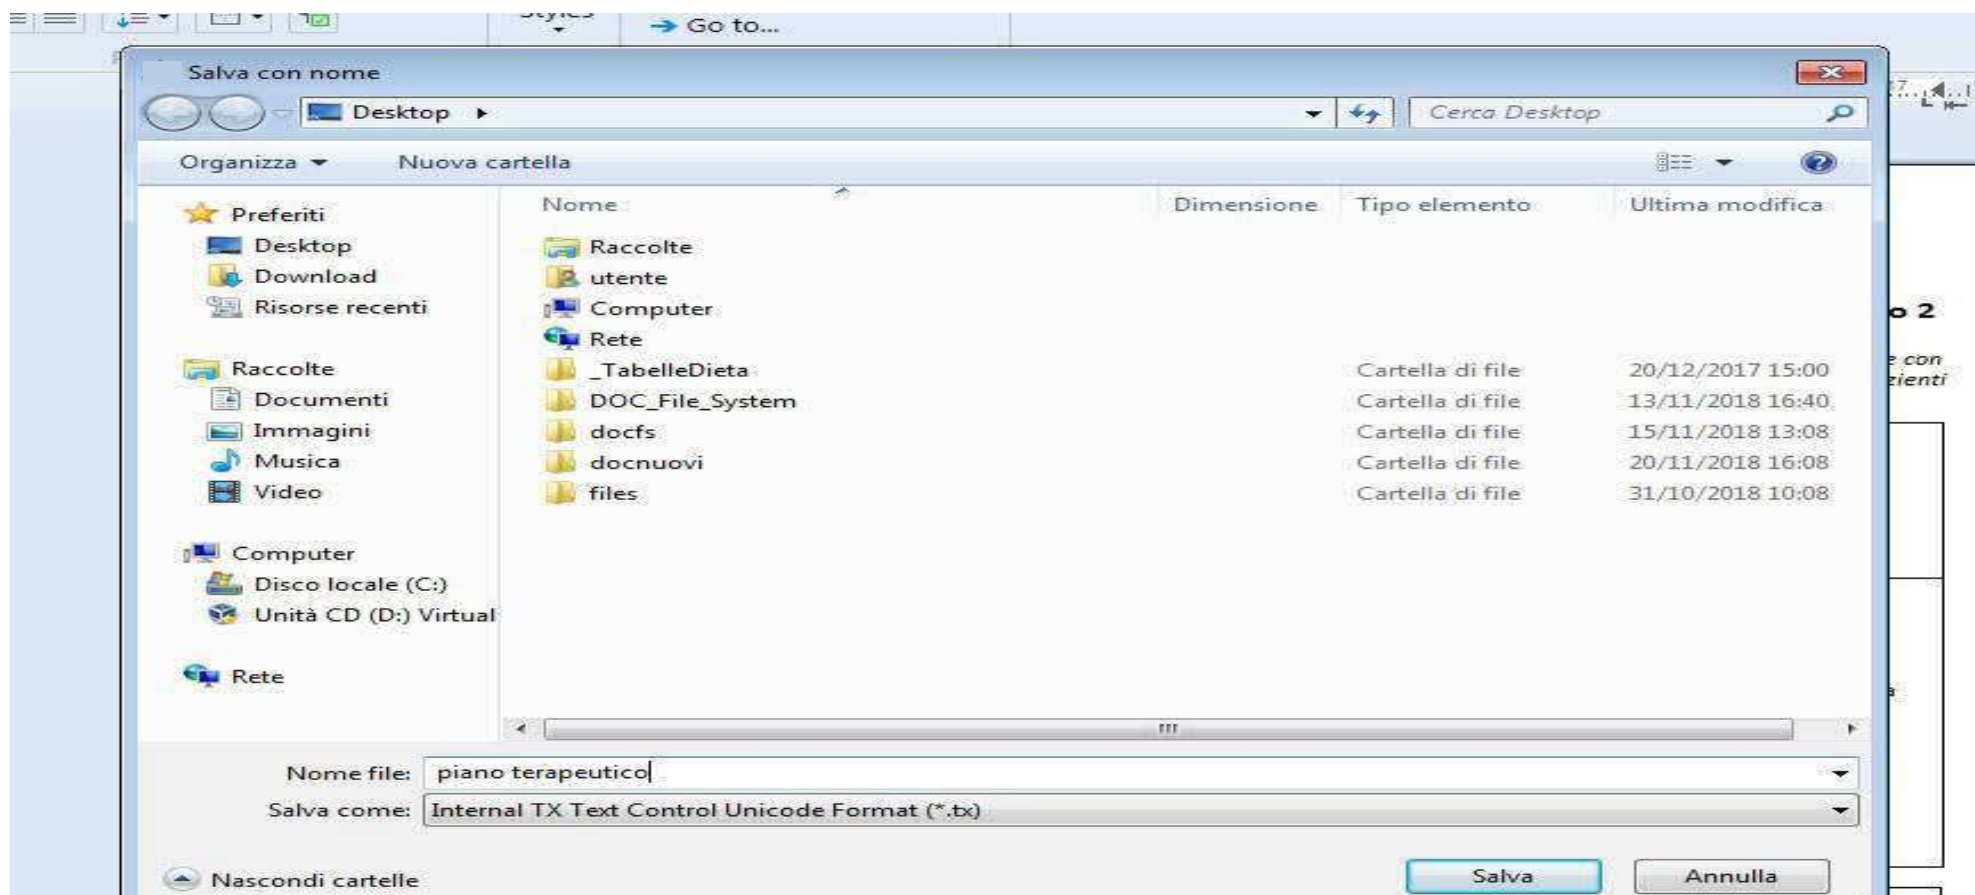 Styles
Go to...
Salva con nome
Desktop
Cerca Desktop
Organizza
Nuova cartella
Nome
Dimensione
Tipo elemento
Ultima modifica
Preferiti
Desktop
Download
Risorse recenti
Raccolte
Documenti
Immagini
Musica
Video
Computer
Disco locale (C:)
Unità CD (D:) Virtual
Rete
Raccolte
utente
Computer
Rete
_TabelleDieta Cartella di file 20/12/2017 15:00
DOC_File_System Cartella di file 13/11/2018 16:40
docfs Cartella di file 15/11/2018 13:08
docnuovi Cartella di file 20/11/2018 16:08
files Cartella di file 31/10/2018 10:08
o 2
con
zienti
Nome file: piano terapeutico
Salva come: Internal TX Text Control Unicode Format (*.tx)
Nascondi cartelle
Salva
Annulla